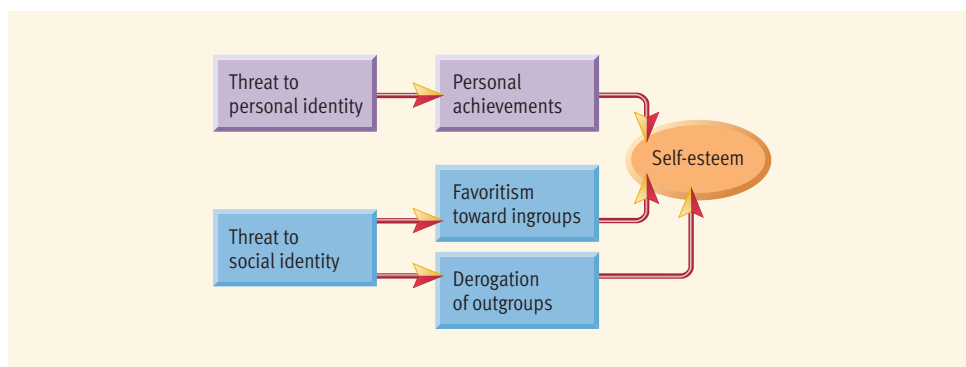 Threat to
personal identity
Personal
achievements
Self-esteem
Favoritism
toward ingroups
Threat to
social identity
Derogation
of outgroups